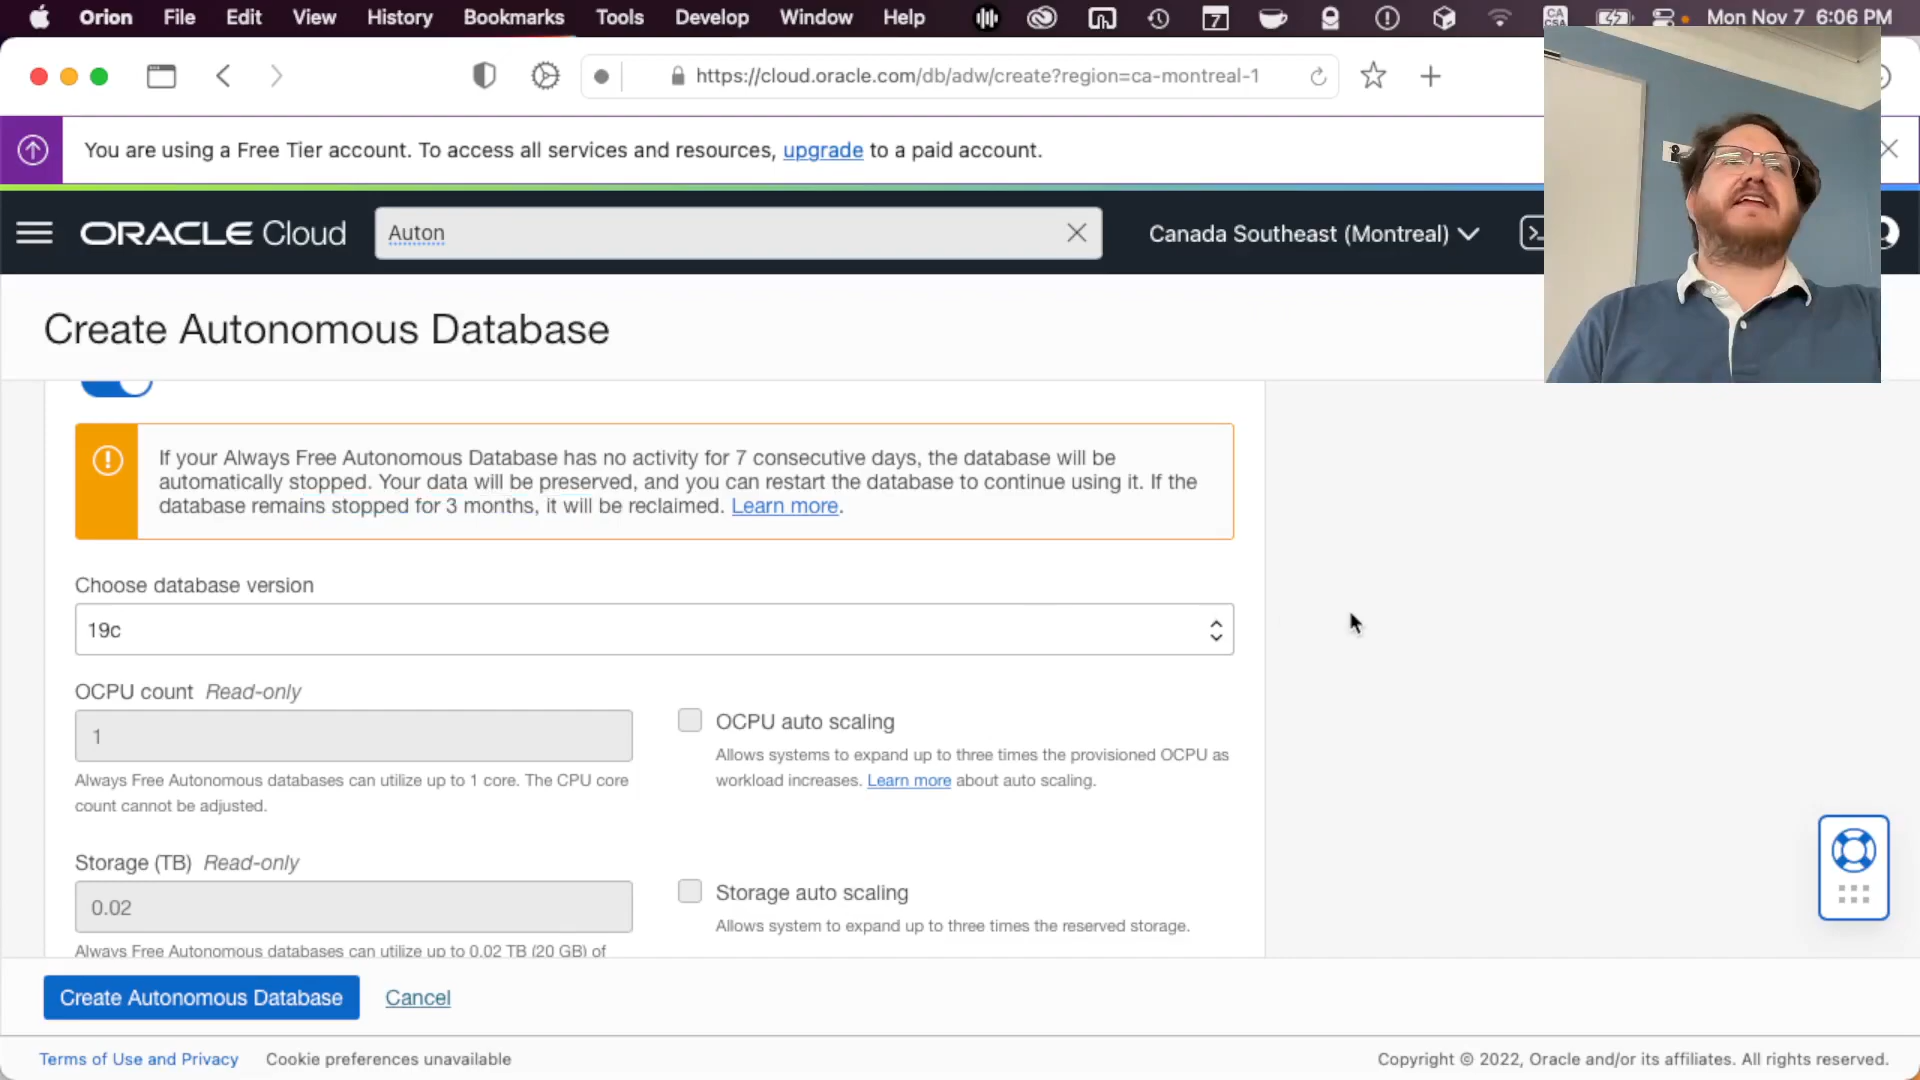 Orion File Edit View History Bookmarks Tools Develop Window Help 7 CA CSA Mon Nov 7 6:06 PM
https://cloud.oracle.com/db/adw/create?region=ca-montreal-1
You are using a Free Tier account. To access all services and resources, upgrade to a paid account.
ORACLE Cloud Auton Canada Southeast (Montreal)
Create Autonomous Database
If your Always Free Autonomous Database has no activity for 7 consecutive days, the database will be
automatically stopped. Your data will be preserved, and you can restart the database to continue using it. If the
database remains stopped for 3 months, it will be reclaimed. Learn more.
Choose database version
19c
OCPU count Read-only
1
Always Free Autonomous databases can utilize up to 1 core. The CPU core
count cannot be adjusted.
OCPU auto scaling
Allows systems to expand up to three times the provisioned OCPU as
workload increases. Learn more about auto scaling.
Storage (TB) Read-only
0.02
Always Free Autonomous databases can utilize up to 0.02 TB (20 GB) of
Storage auto scaling
Allows system to expand up to three times the reserved storage.
Create Autonomous Database Cancel
Terms of Use and Privacy Cookie preferences unavailable
Copyright © 2022, Oracle and/or its affiliates. All rights reserved.